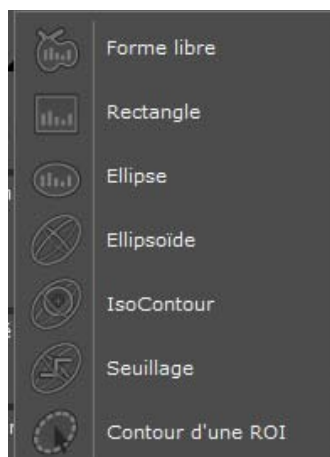 Forme libre
Rectangle
Ellipse
Ellipsoïde
IsoContour
Seuillage
Contour d'une ROI